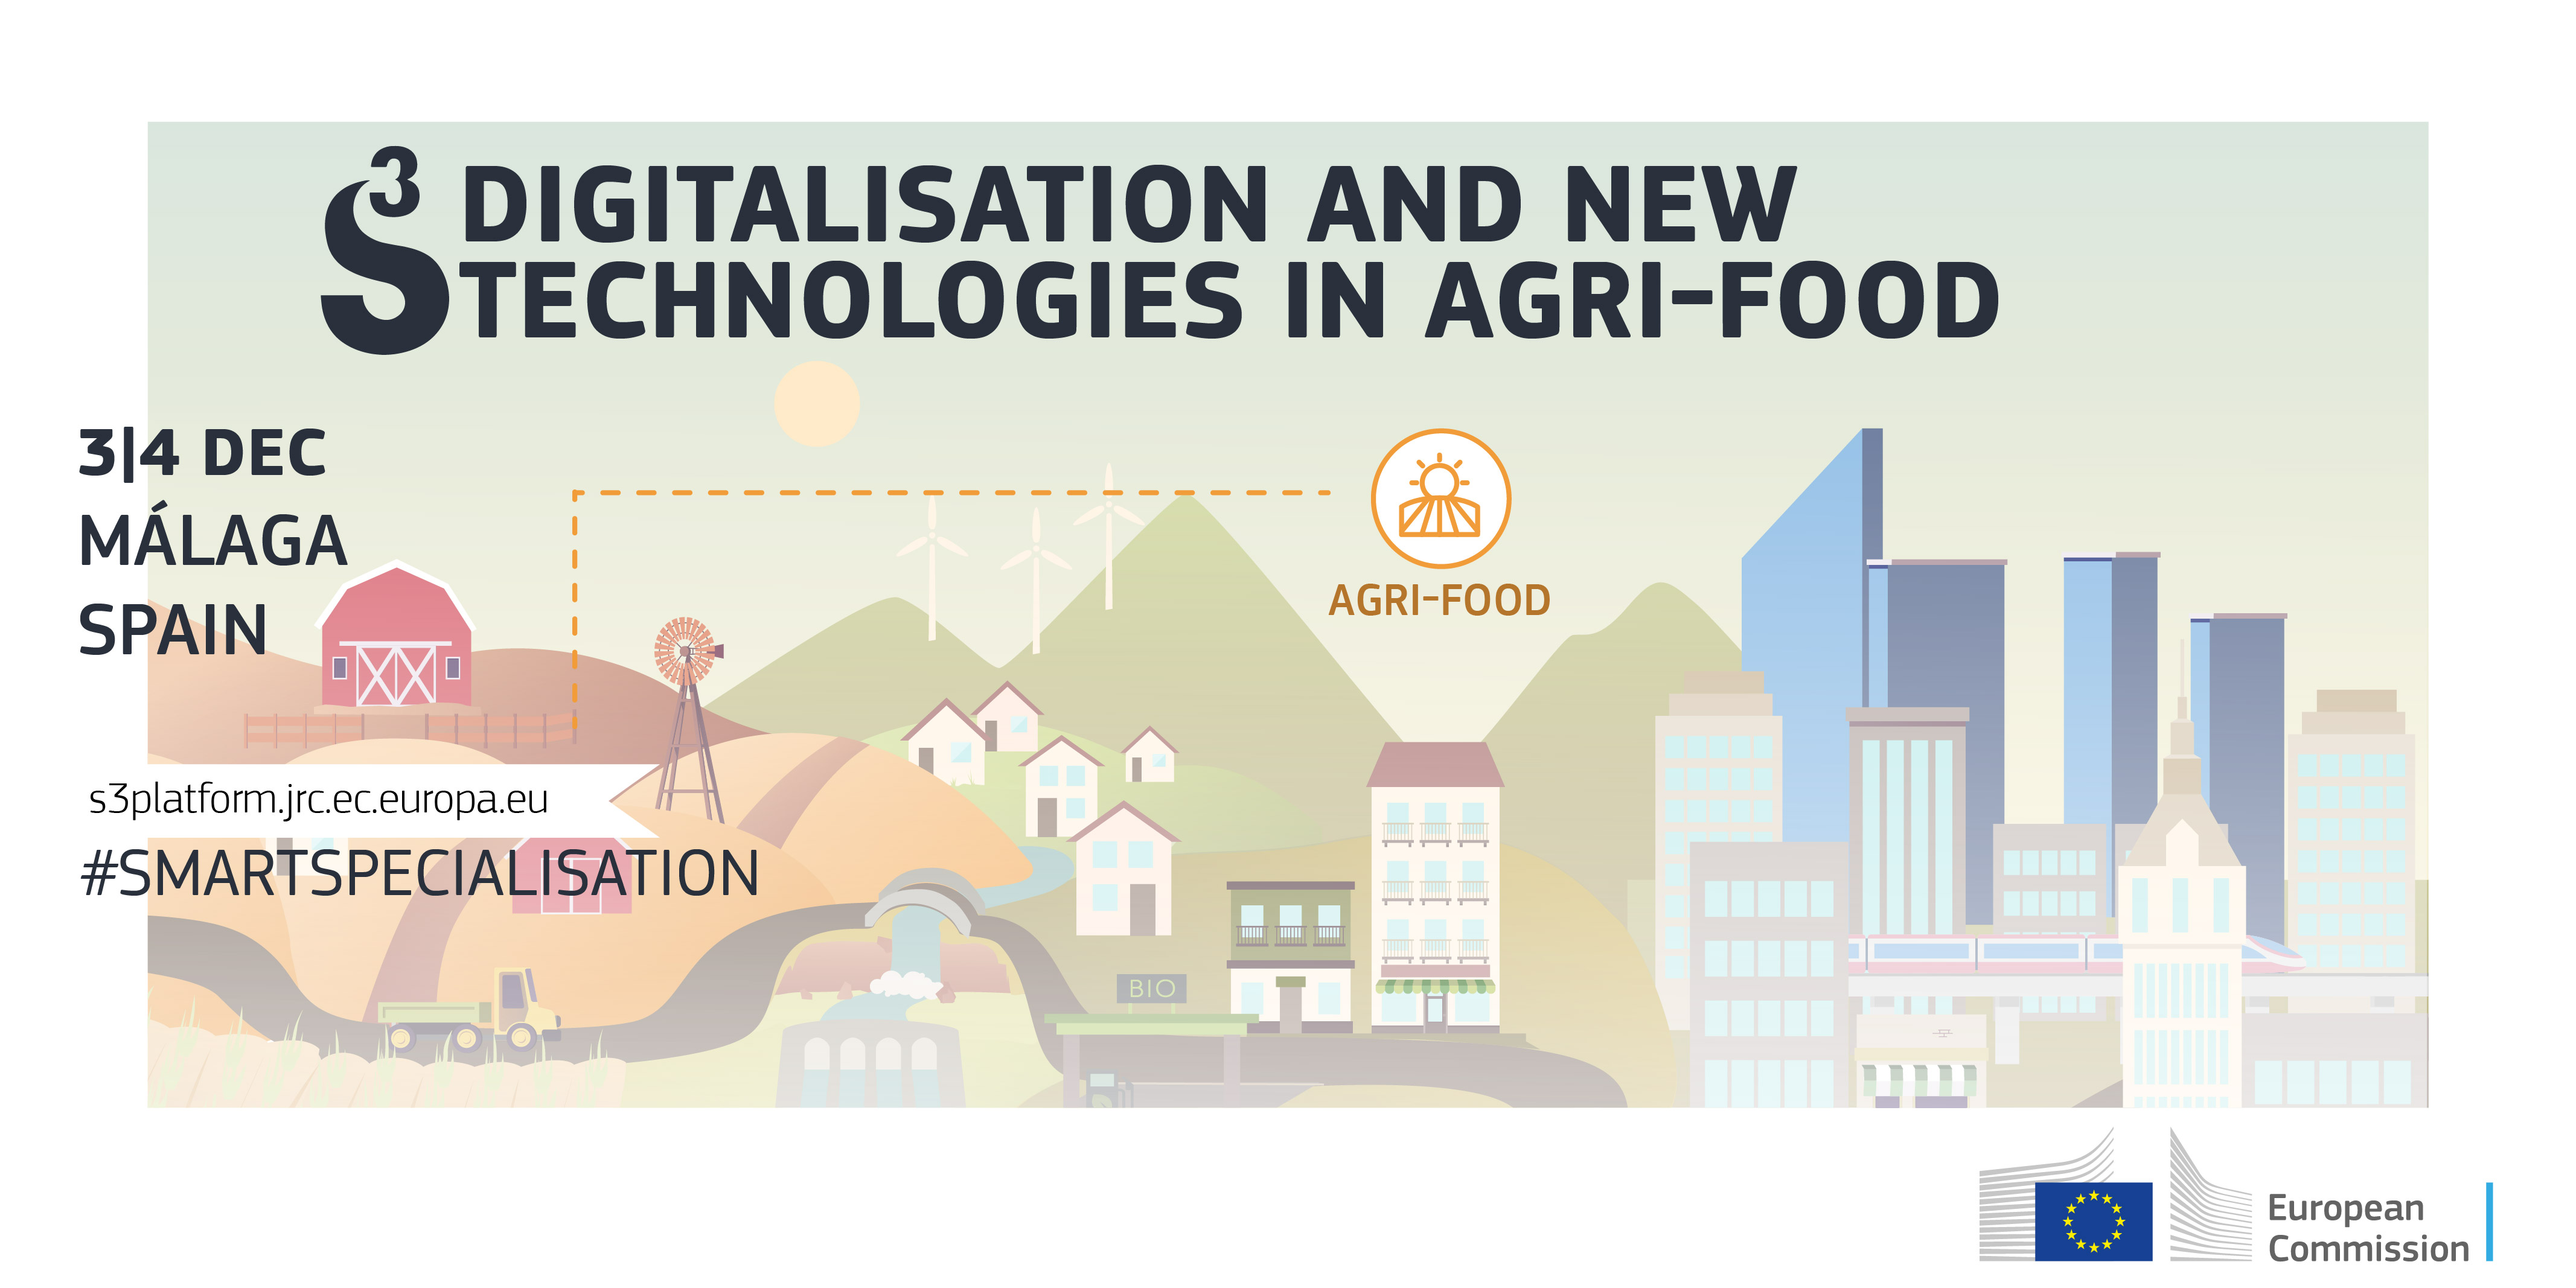 S3 DIGITALISATION AND NEW
TECHNOLOGIES IN AGRI-FOOD
3|4 DEC
MÁLAGA
SPAIN
AGRI-FOOD
s3platform.jrc.ec.europa.eu
#SMARTSPECIALISATION
BIO
European
Commission